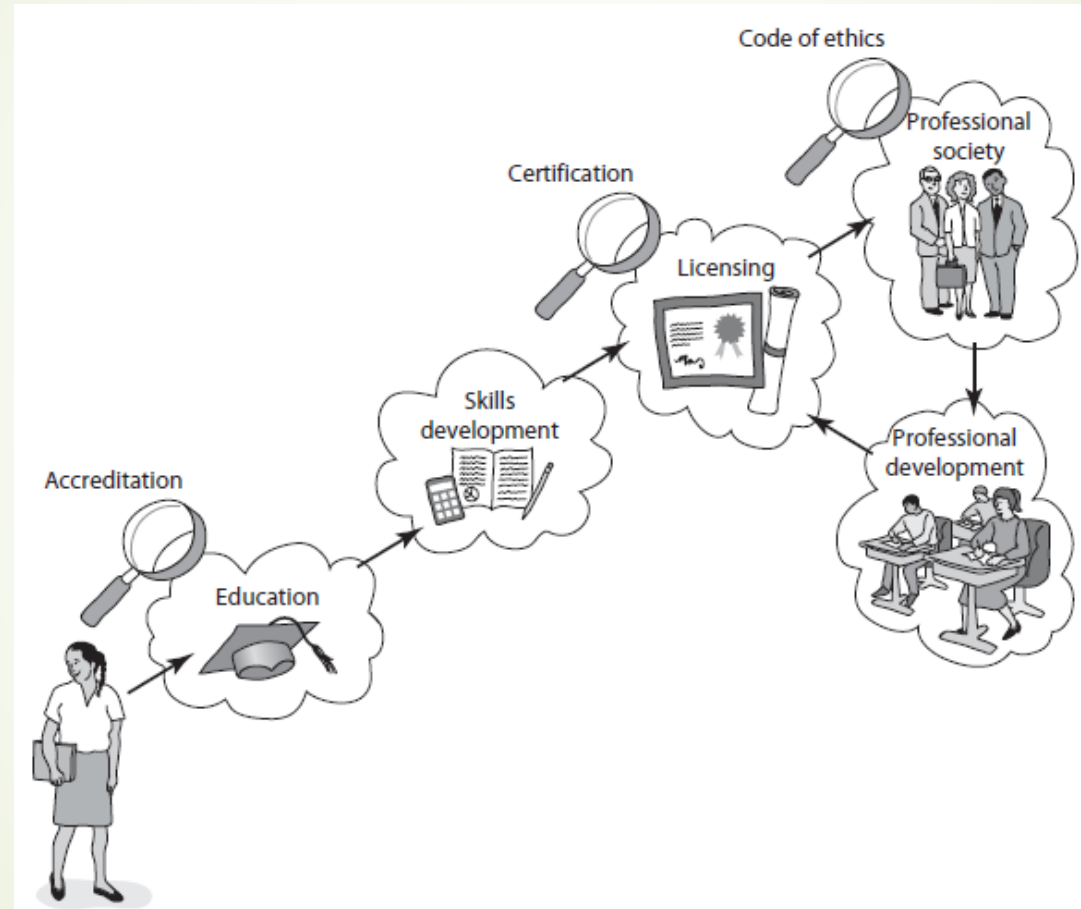 Code of ethics
Professional
society
Certification
Licensing
Skills
development
Professional
development
Accreditation
Education